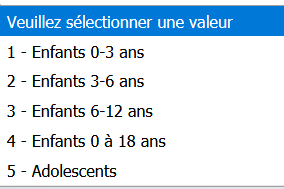 Veuillez sélectionner une valeur
1 - Enfants 0-3 ans
2 - Enfants 3-6 ans
3 - Enfants 6-12 ans
4 - Enfants 0 à 18 ans
5 - Adolescents